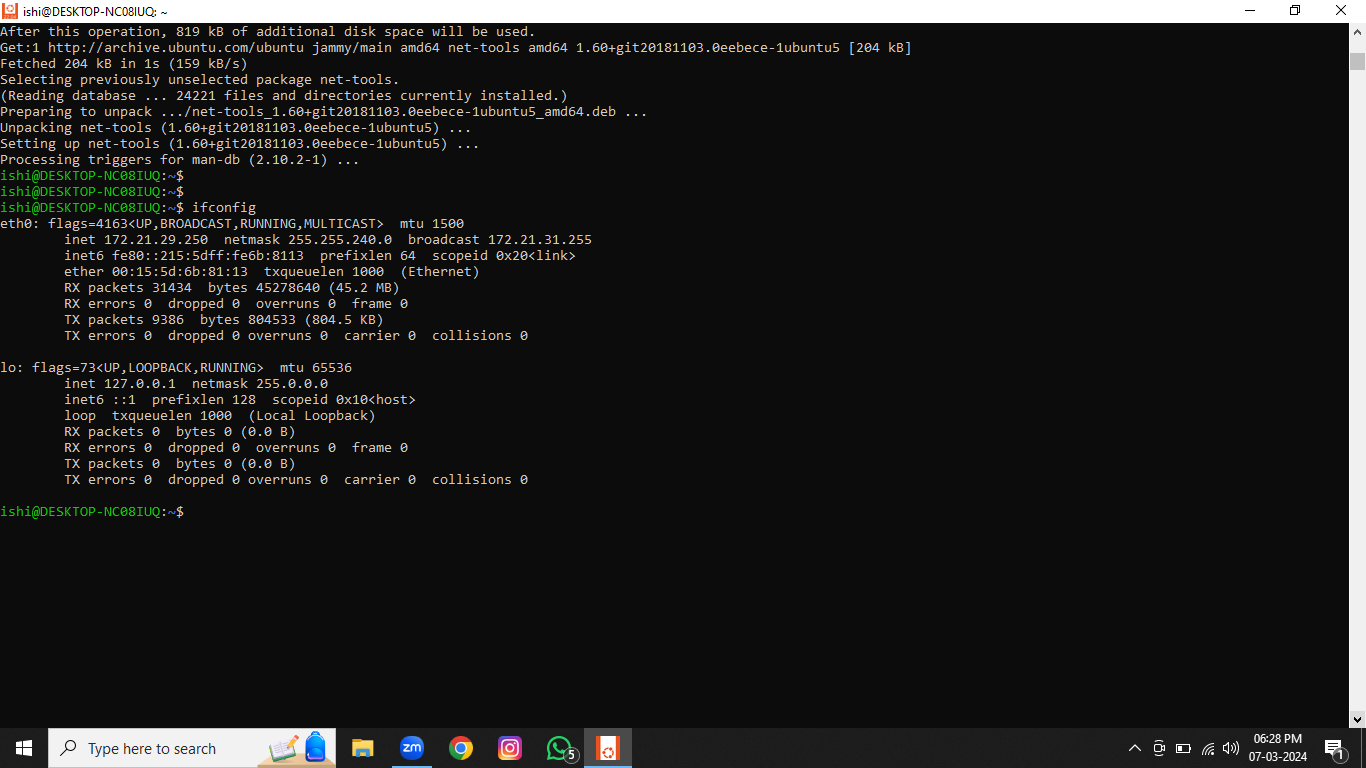 ishi@DESKTOP-NC08IUQ: ~
After this operation, 819 kB of additional disk space will be used.
Get:1 http://archive.ubuntu.com/ubuntu jammy/main amd64 net-tools amd64 1.60+git20181103.0eebece-1ubuntu5 [204 kB]
Fetched 204 kB in 1s (159 kB/s)
Selecting previously unselected package net-tools.
(Reading database ... 24221 files and directories currently installed.)
Preparing to unpack .../net-tools_1.60+git20181103.0eebece-1ubuntu5_amd64.deb ...
Unpacking net-tools (1.60+git20181103.0eebece-1ubuntu5) ...
Setting up net-tools (1.60+git20181103.0eebece-1ubuntu5) ...
Processing triggers for man-db (2.10.2-1) ...
ishi@DESKTOP-NC08IUQ:~$
ishi@DESKTOP-NC08IUQ:~$
ishi@DESKTOP-NC08IUQ:~$ ifconfig
eth0: flags=4163<UP,BROADCAST,RUNNING,MULTICAST>  mtu 1500
        inet 172.21.29.250  netmask 255.255.240.0  broadcast 172.21.31.255
        inet6 fe80::215:5dff:fe6b:8113  prefixlen 64  scopeid 0x20<link>
        ether 00:15:5d:6b:81:13  txqueuelen 1000  (Ethernet)
        RX packets 31434  bytes 45278640 (45.2 MB)
        RX errors 0  dropped 0  overruns 0  frame 0
        TX packets 9386  bytes 804533 (804.5 KB)
        TX errors 0  dropped 0 overruns 0  carrier 0  collisions 0

lo: flags=73<UP,LOOPBACK,RUNNING>  mtu 65536
        inet 127.0.0.1  netmask 255.0.0.0
        inet6 ::1  prefixlen 128  scopeid 0x10<host>
        loop  txqueuelen 1000  (Local Loopback)
        RX packets 0  bytes 0 (0.0 B)
        RX errors 0  dropped 0  overruns 0  frame 0
        TX packets 0  bytes 0 (0.0 B)
        TX errors 0  dropped 0 overruns 0  carrier 0  collisions 0

ishi@DESKTOP-NC08IUQ:~$
Type here to search
zm
5
06:28 PM
07-03-2024
1